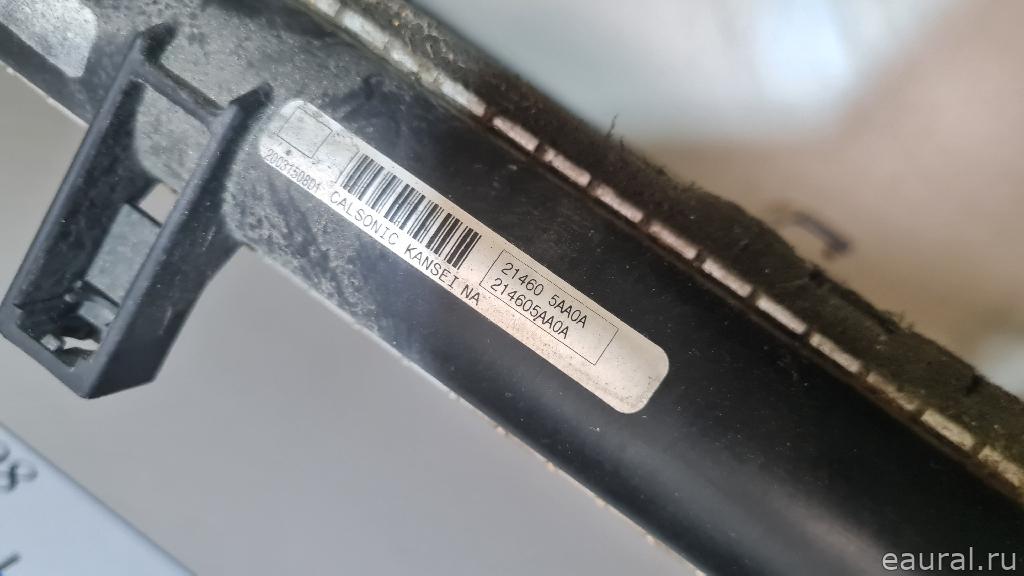 2003150801
CALSONIC KANSEI NA
21460 5AA0A
214605AA0A
eaural.ru